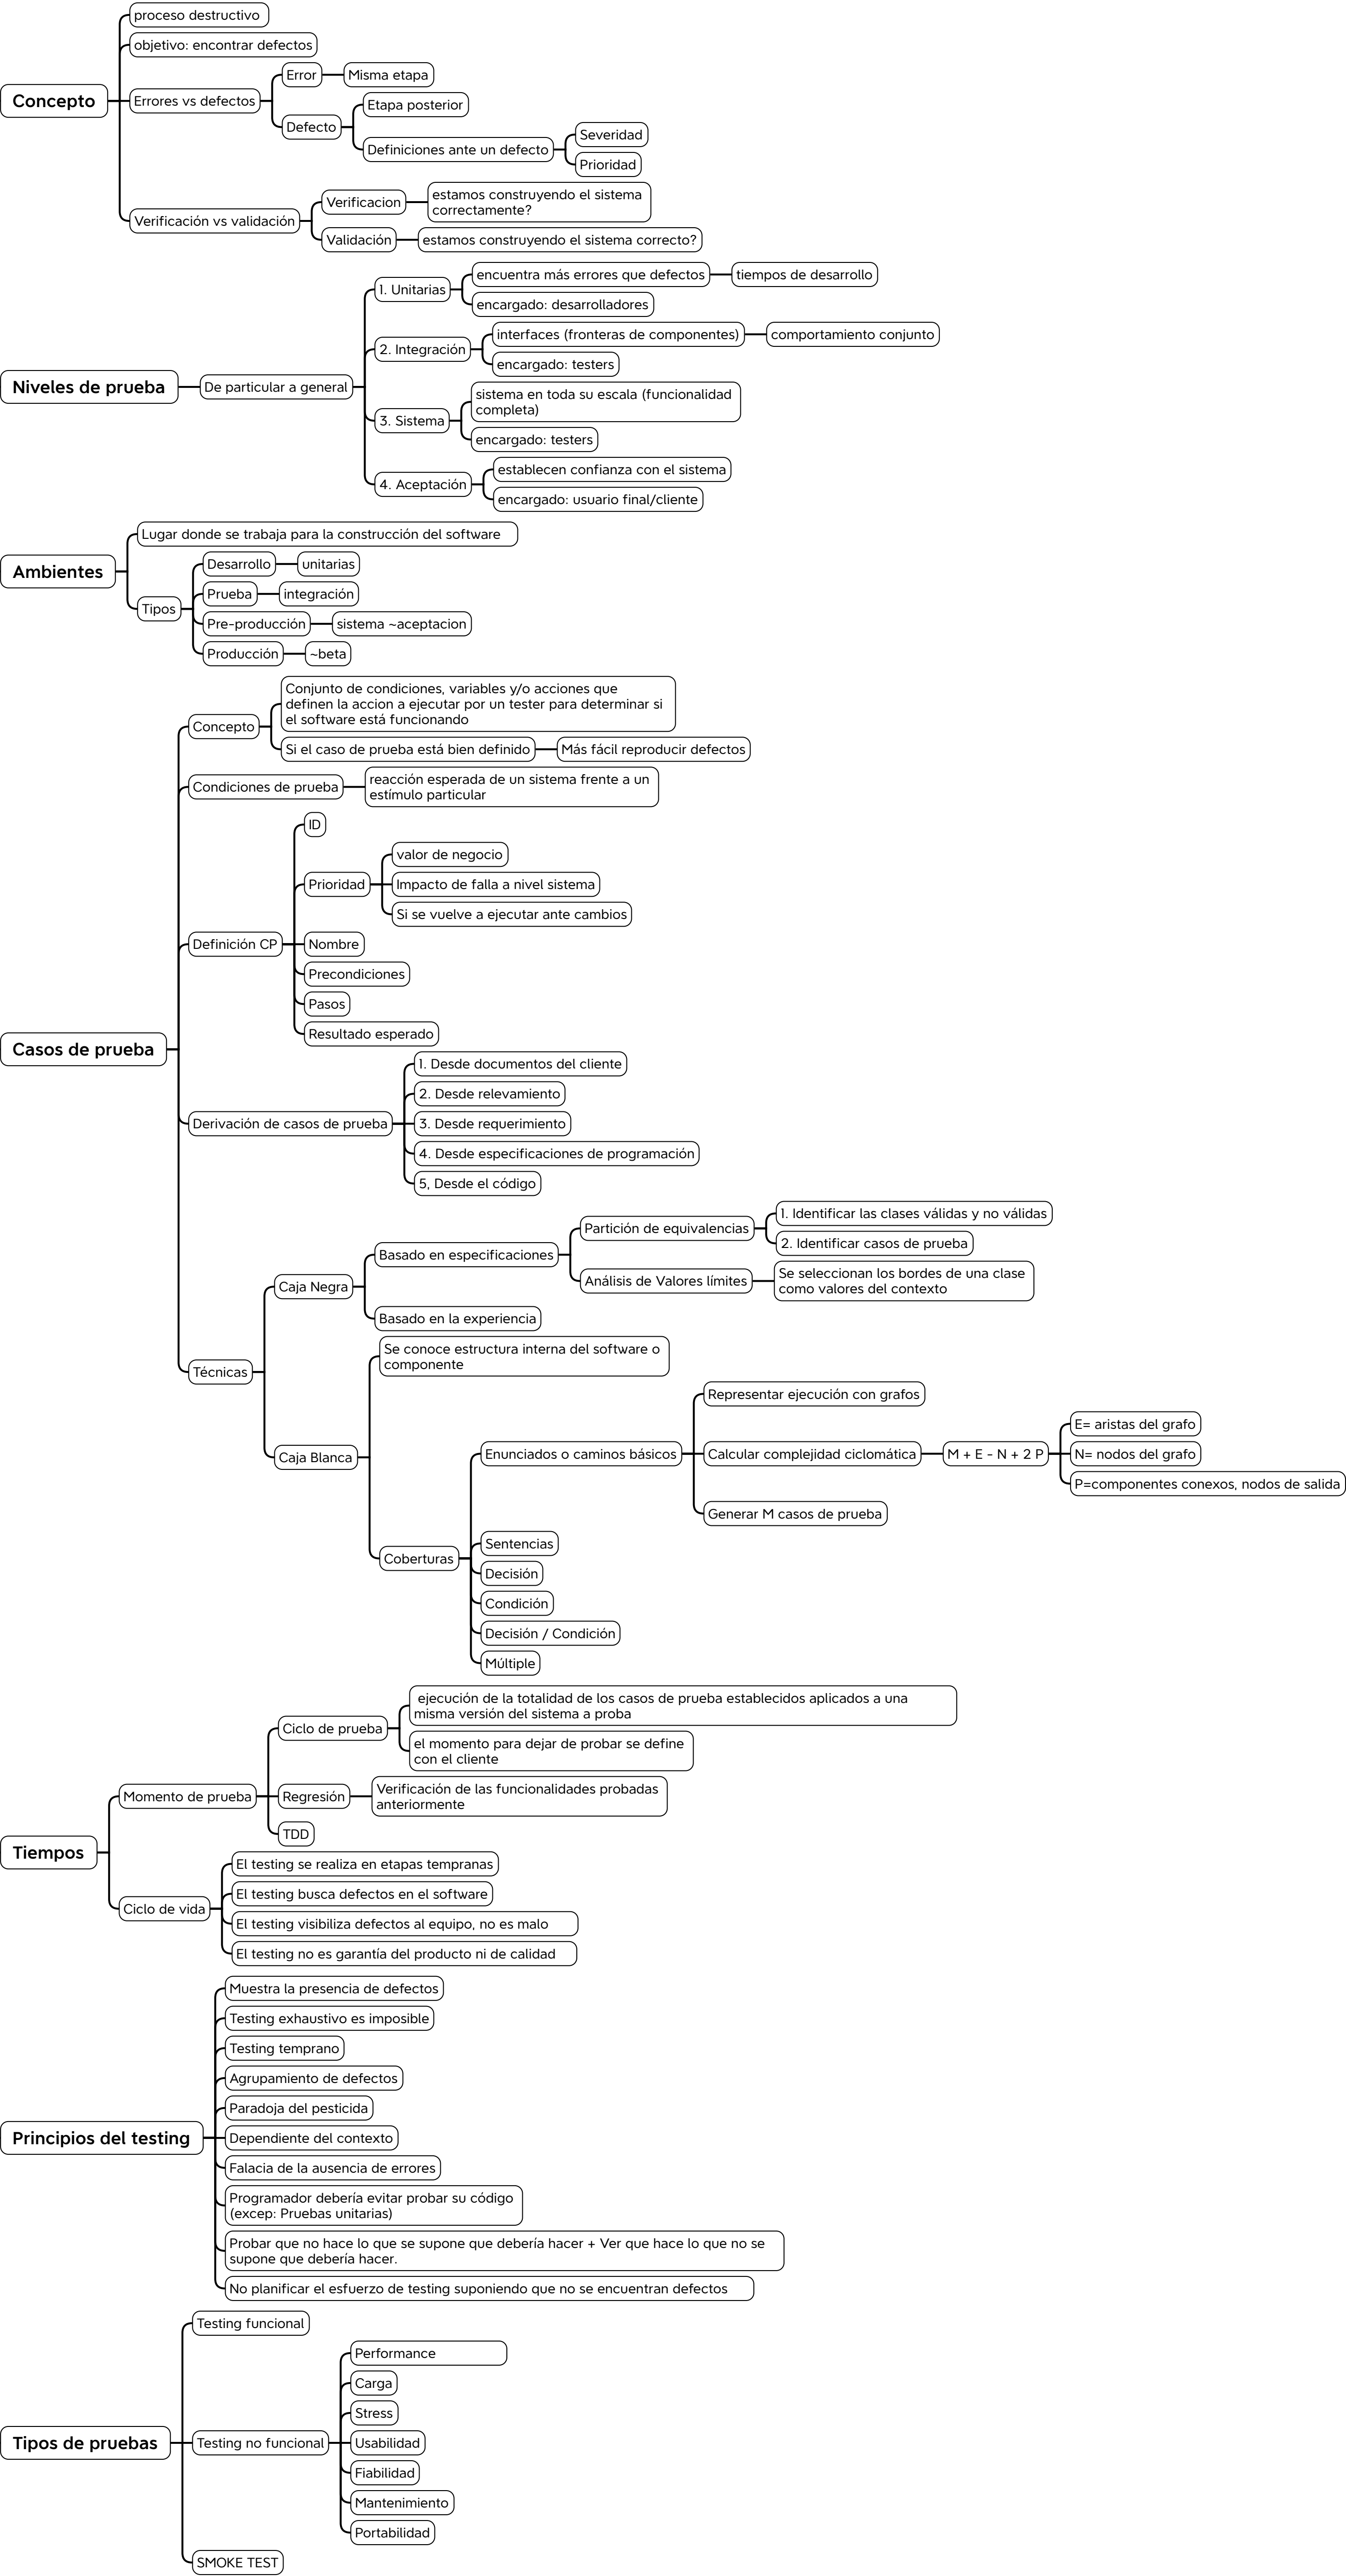 proceso destructivo
objetivo: encontrar defectos
Concepto
Errores vs defectos
Error
Misma etapa
Defecto
Etapa posterior
Definiciones ante un defecto
Severidad
Prioridad
Verificación vs validación
Verificacion
estamos construyendo el sistema
correctamente?
Validación
estamos construyendo el sistema correcto?
Niveles de prueba
De particular a general
1. Unitarias
encuentra más errores que defectos
tiempos de desarrollo
encargado: desarrolladores
2. Integración
interfaces (fronteras de componentes)
comportamiento conjunto
encargado: testers
3. Sistema
sistema en toda su escala (funcionalidad
completa)
encargado: testers
4. Aceptación
establecen confianza con el sistema
encargado: usuario final/cliente
Ambientes
Lugar donde se trabaja para la construcción del software
Tipos
Desarrollo
unitarias
Prueba
integración
Pre-producción
sistema ~aceptacion
Producción
~beta
Casos de prueba
Concepto
Conjunto de condiciones, variables y/o acciones que
definen la accion a ejecutar por un tester para determinar si
el software está funcionando
Si el caso de prueba está bien definido
Más fácil reproducir defectos
Condiciones de prueba
reacción esperada de un sistema frente a un
estímulo particular
Definición CP
ID
Prioridad
valor de negocio
Impacto de falla a nivel sistema
Si se vuelve a ejecutar ante cambios
Nombre
Precondiciones
Pasos
Resultado esperado
Derivación de casos de prueba
1. Desde documentos del cliente
2. Desde relevamiento
3. Desde requerimiento
4. Desde especificaciones de programación
5, Desde el código
Técnicas
Caja Negra
Basado en especificaciones
Partición de equivalencias
1. Identificar las clases válidas y no válidas
2. Identificar casos de prueba
Análisis de Valores límites
Se seleccionan los bordes de una clase
como valores del contexto
Basado en la experiencia
Caja Blanca
Se conoce estructura interna del software o
componente
Coberturas
Enunciados o caminos básicos
Representar ejecución con grafos
Calcular complejidad ciclomática
M + E - N + 2 P
E= aristas del grafo
N= nodos del grafo
P=componentes conexos, nodos de salida
Generar M casos de prueba
Sentencias
Decisión
Condición
Decisión / Condición
Múltiple
Tiempos
Momento de prueba
Ciclo de prueba
ejecución de la totalidad de los casos de prueba establecidos aplicados a una
misma versión del sistema a proba
el momento para dejar de probar se define
con el cliente
Regresión
Verificación de las funcionalidades probadas
anteriormente
TDD
Ciclo de vida
El testing se realiza en etapas tempranas
El testing busca defectos en el software
El testing visibiliza defectos al equipo, no es malo
El testing no es garantía del producto ni de calidad
Principios del testing
Muestra la presencia de defectos
Testing exhaustivo es imposible
Testing temprano
Agrupamiento de defectos
Paradoja del pesticida
Dependiente del contexto
Falacia de la ausencia de errores
Programador debería evitar probar su código
(excep: Pruebas unitarias)
Probar que no hace lo que se supone que debería hacer + Ver que hace lo que no se
supone que debería hacer.
No planificar el esfuerzo de testing suponiendo que no se encuentran defectos
Tipos de pruebas
Testing funcional
Testing no funcional
Performance
Carga
Stress
Usabilidad
Fiabilidad
Mantenimiento
Portabilidad
SMOKE TEST